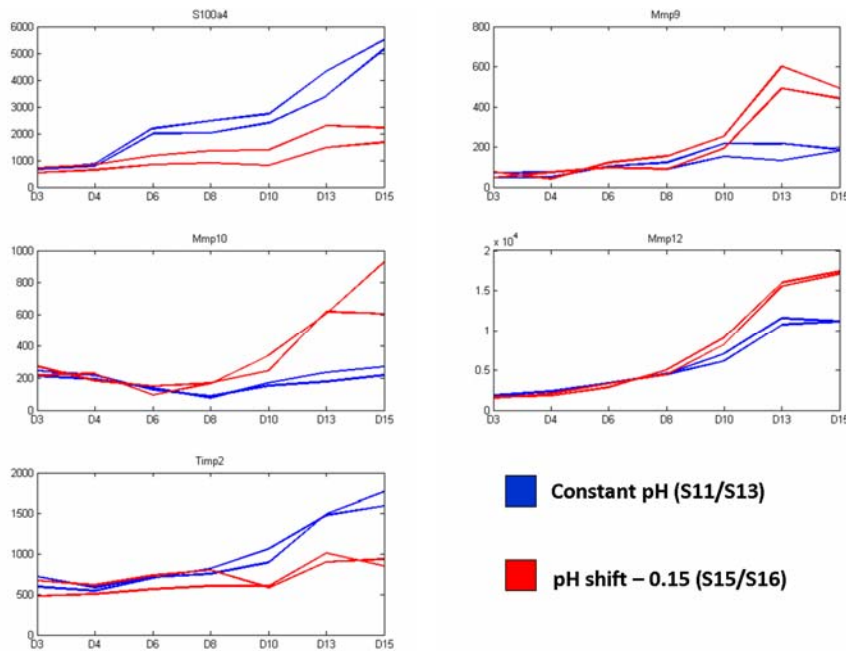 S100a4
6000
5000
4000
3000
2000
1000
0
D3 D4 D6 D8 D10 D13 D15
Mmp9
800
600
400
200
0
D3 D4 D6 D8 D10 D13 D15
Mmp10
1000
800
600
400
200
0
D3 D4 D6 D8 D10 D13 D15
Mmp12
x 10^4
2
1.5
1
0.5
0
D3 D4 D6 D8 D10 D13 D15
Timp2
2000
1500
1000
500
0
D3 D4 D6 D8 D10 D13 D15
Constant pH (S11/S13)
pH shift – 0.15 (S15/S16)